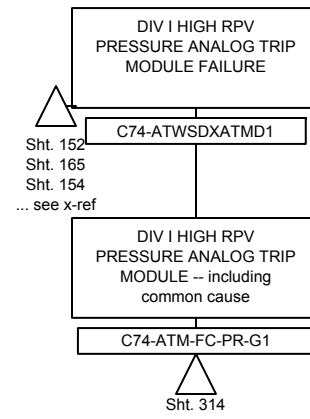 DIV I HIGH RPV
PRESSURE ANALOG TRIP
MODULE FAILURE
C74-ATWSDXATMD1
Sht. 152
Sht. 165
Sht. 154
... see x-ref
DIV I HIGH RPV
PRESSURE ANALOG TRIP
MODULE -- including
common cause
C74-ATM-FC-PR-G1
Sht. 314